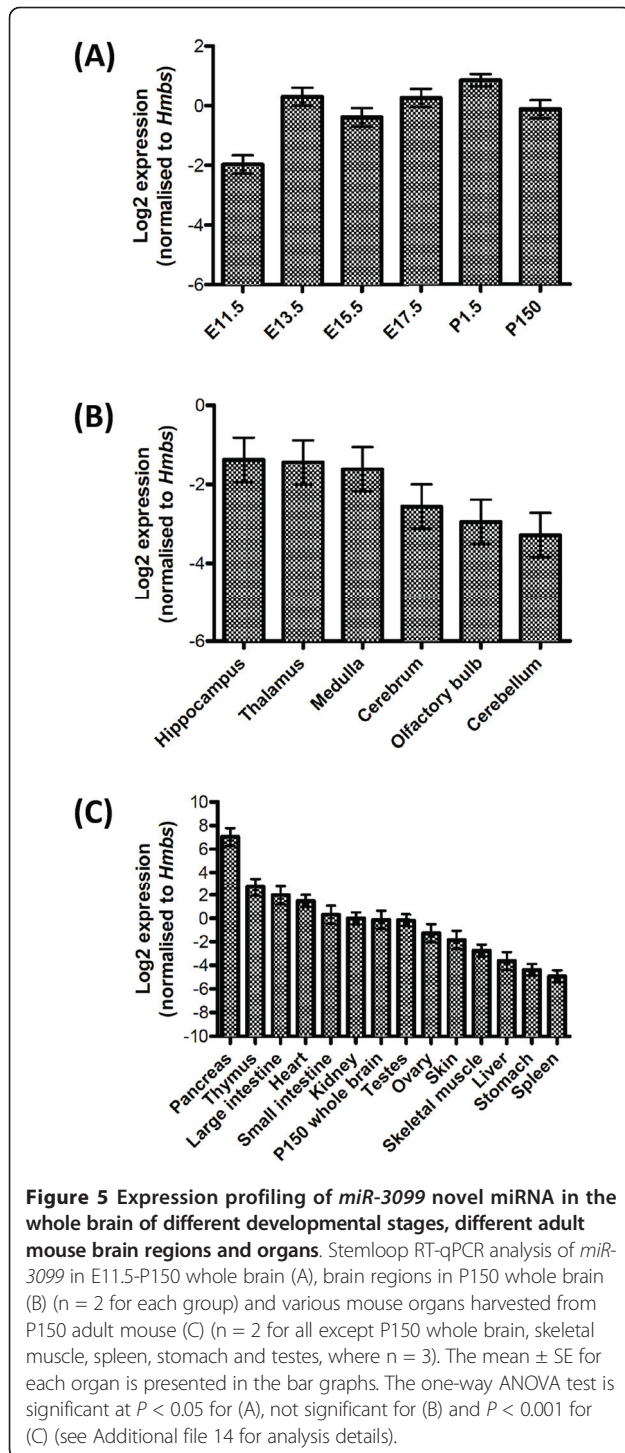 (A)
Log2 expression
(normalised to Hmbs)
2
0
-2
-4
-6
E11.5
E13.5
E15.5
E17.5
P1.5
P150
(B)
Log2 expression
(normalised to Hmbs)
0
-2
-4
-6
Hippocampus
Thalamus
Medulla
Cerebrum
Olfactory bulb
Cerebellum
(C)
Log2 expression
(normalised to Hmbs)
10
8
6
4
2
0
-2
-4
-6
-8
-10
Pancreas
Thymus
Large intestine
Heart
Small intestine
Kidney
P150 whole brain
Testes
Ovary
Skin
Skeletal muscle
Liver
Stomach
Spleen
Figure 5 Expression profiling of miR-3099 novel miRNA in the
whole brain of different developmental stages, different adult
mouse brain regions and organs. Stemloop RT-qPCR analysis of miR-
3099 in E11.5-P150 whole brain (A), brain regions in P150 whole brain
(B) (n = 2 for each group) and various mouse organs harvested from
P150 adult mouse (C) (n = 2 for all except P150 whole brain, skeletal
muscle, spleen, stomach and testes, where n = 3). The mean ± SE for
each organ is presented in the bar graphs. The one-way ANOVA test is
significant at P < 0.05 for (A), not significant for (B) and P < 0.001 for
(C) (see Additional file 14 for analysis details).